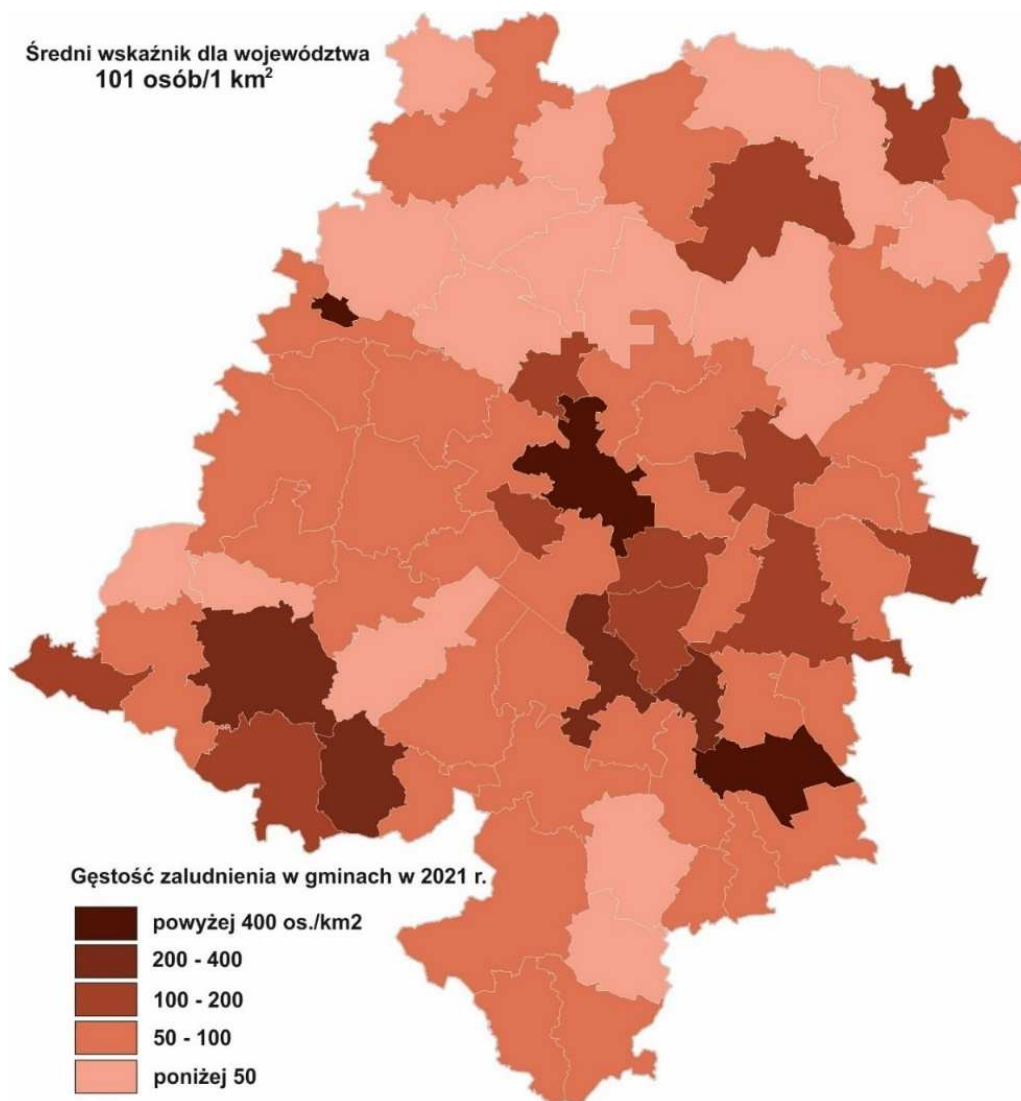 Średni wskaźnik dla województwa
101 osób/1 km²
Gęstość zaludnienia w gminach w 2021 r.
powyżej 400 os./km2
200 - 400
100 - 200
50 - 100
poniżej 50